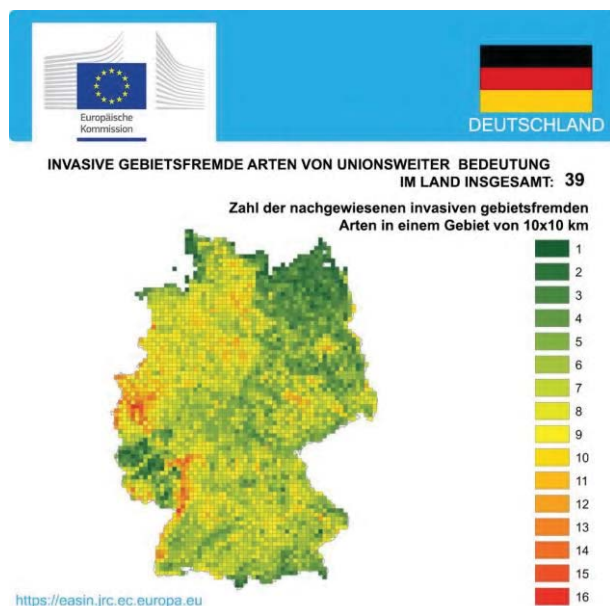 Europäische
Kommission
DEUTSCHLAND
INVASIVE GEBIETSFREMDE ARTEN VON UNIONSWEITER BEDEUTUNG
IM LAND INSGESAMT: 39
Zahl der nachgewiesenen invasiven gebietsfremden
Arten in einem Gebiet von 10x10 km
1
2
3
4
5
6
7
8
9
10
11
12
13
14
15
16
https://easin.jrc.ec.europa.eu